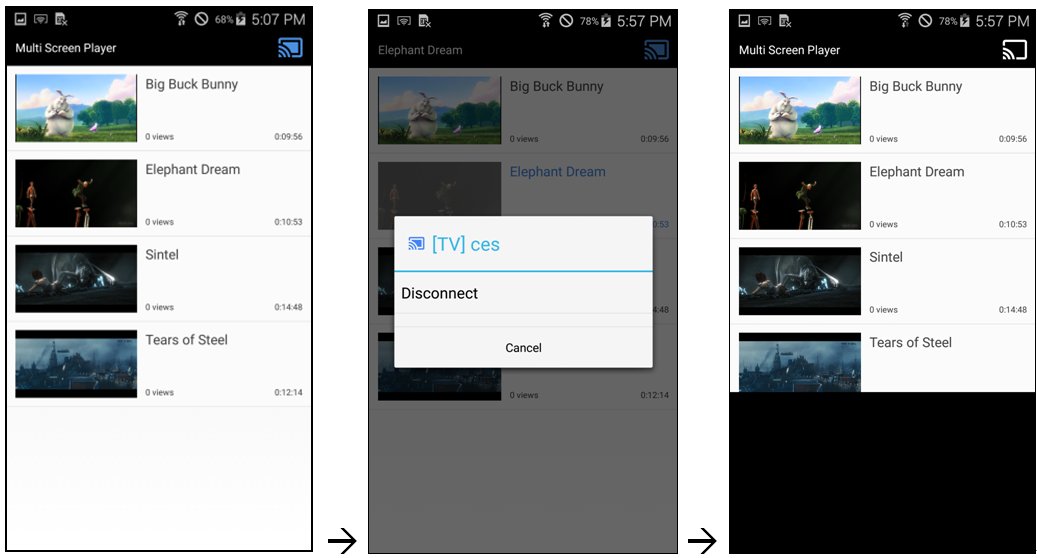 68% 5:07 PM
Multi Screen Player
Big Buck Bunny
0 views 0:09:56
Elephant Dream
0 views 0:10:53
Sintel
0 views 0:14:48
Tears of Steel
0 views 0:12:14
78% 5:57 PM
Elephant Dream
Big Buck Bunny
0 views 0:09:56
Elephant Dream
:53
[TV] ces
Disconnect
Cancel
4:48
0 views 0:12:14
78% 5:57 PM
Multi Screen Player
Big Buck Bunny
0 views 0:09:56
Elephant Dream
0 views 0:10:53
Sintel
0 views 0:14:48
Tears of Steel